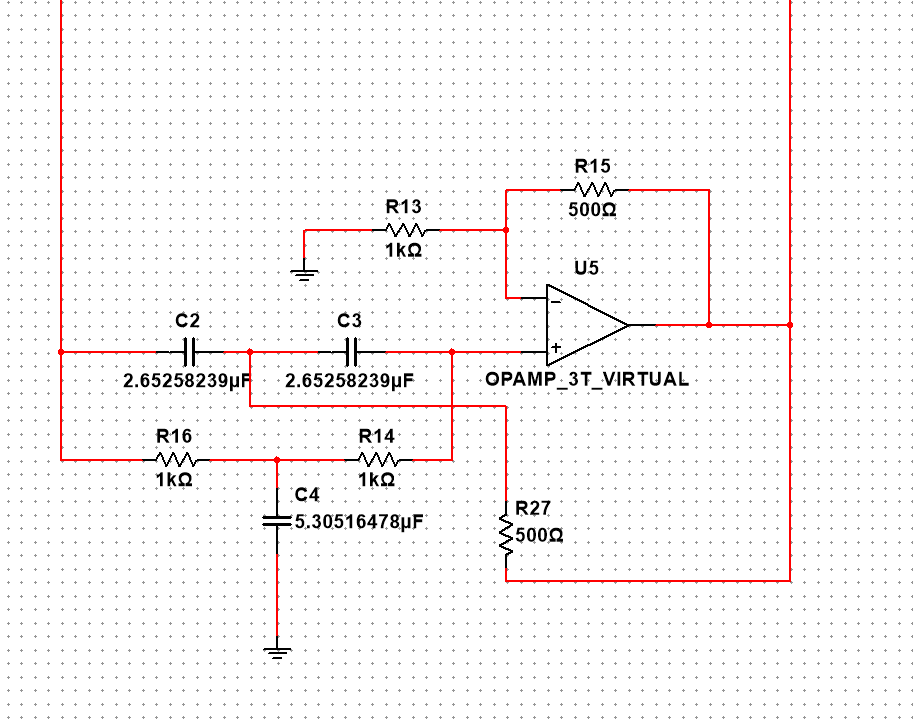 R15
500Ω
R13
1kΩ
U5
C2
C3
2.65258239µF
2.65258239µF
OPAMP_3T_VIRTUAL
R16
R14
1kΩ
1kΩ
C4
5.30516478µF
R27
500Ω